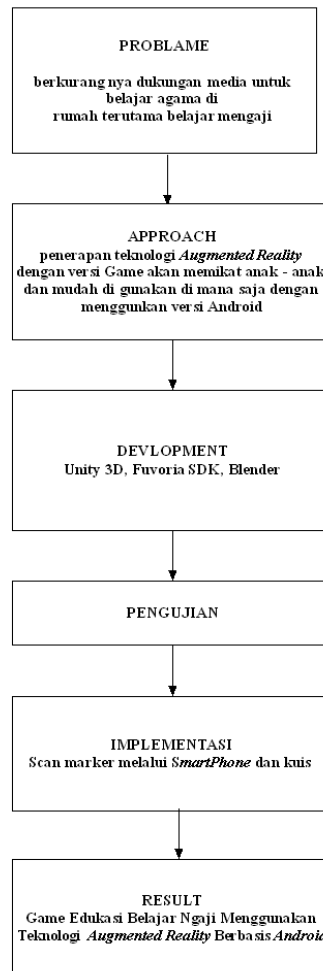 PROBLAME
berkurang nya dukungan media untuk
belajar agama di
rumah terutama belajar mengaji
APPROACH
penerapan teknologi Augmented Reality
dengan versi Game akan memikat anak - anak
dan mudah di gunakan di mana saja dengan
menggunkan versi Android
DEVLOPMENT
Unity 3D, Fuvoria SDK, Blender
PENGUJIAN
IMPLEMENTASI
Scan marker melalui SmartPhone dan kuis
RESULT
Game Edukasi Belajar Ngaji Menggunakan
Teknologi Augmented Reality Berbasis Android